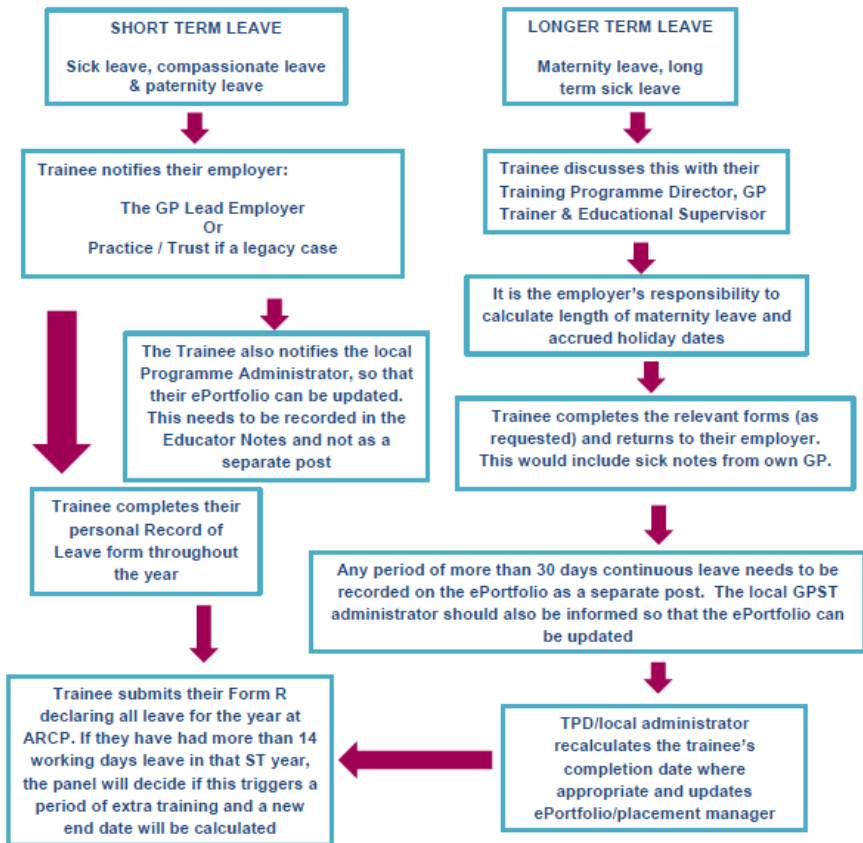 SHORT TERM LEAVE
Sick leave, compassionate leave
& paternity leave
Trainee notifies their employer:
The GP Lead Employer
Or
Practice / Trust if a legacy case
The Trainee also notifies the local
Programme Administrator, so that
their ePortfolio can be updated.
This needs to be recorded in the
Educator Notes and not as a
separate post
Trainee completes their
personal Record of
Leave form throughout
the year
Trainee submits their Form R
declaring all leave for the year at
ARCP. If they have had more than 14
working days leave in that ST year,
the panel will decide if this triggers a
period of extra training and a new
end date will be calculated
LONGER TERM LEAVE
Maternity leave, long
term sick leave
Trainee discusses this with their
Training Programme Director, GP
Trainer & Educational Supervisor
It is the employer's responsibility to
calculate length of maternity leave and
accrued holiday dates
Trainee completes the relevant forms (as
requested) and returns to their employer.
This would include sick notes from own GP.
Any period of more than 30 days continuous leave needs to be
recorded on the ePortfolio as a separate post. The local GPST
administrator should also be informed so that the ePortfolio can
be updated
TPD/local administrator
recalculates the trainee's
completion date where
appropriate and updates
ePortfolio/placement manager